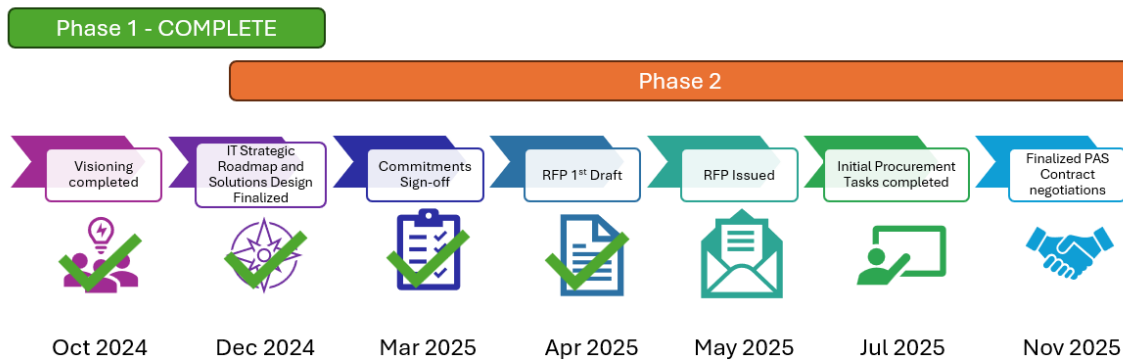 Phase 1 - COMPLETE
Phase 2
Visioning
completed
IT Strategic
Roadmap and
Solutions Design
Finalized
Commitments
Sign-off
RFP 1st Draft
RFP Issued
Initial Procurement
Tasks completed
Finalized PAS
Contract
negotiations
Oct 2024
Dec 2024
Mar 2025
Apr 2025
May 2025
Jul 2025
Nov 2025